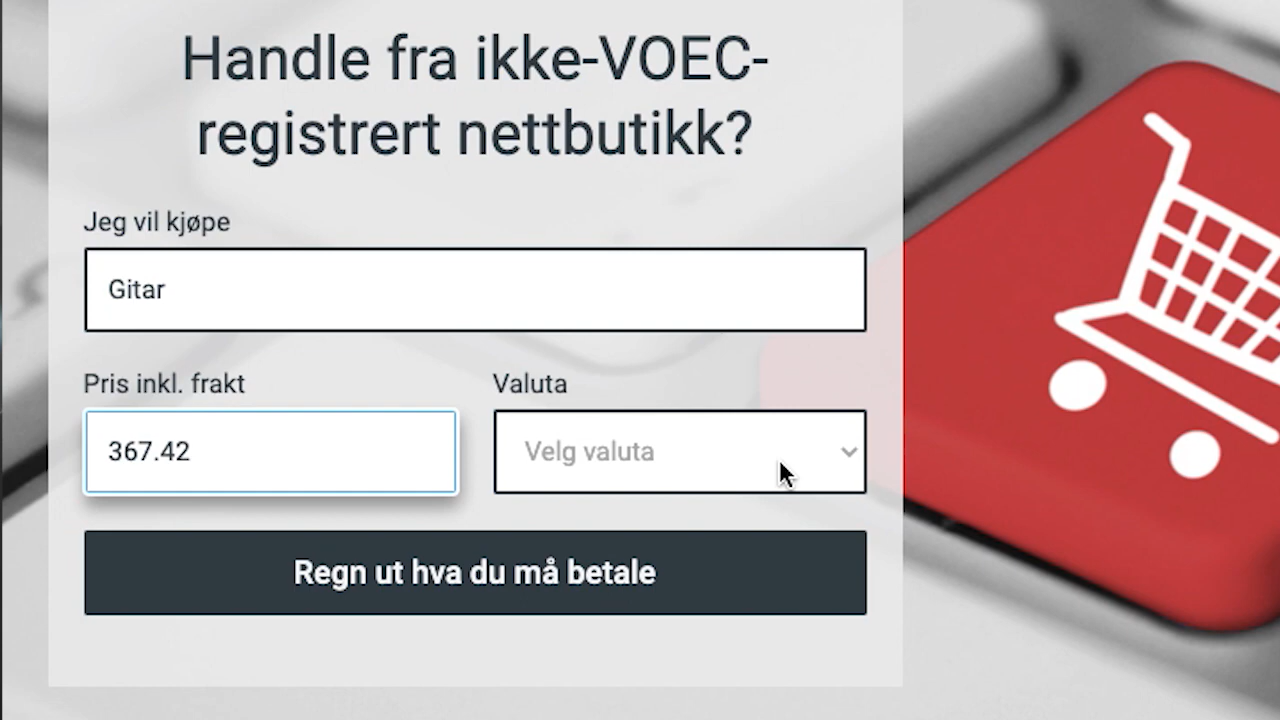 Handle fra ikke-VOEC-
registrert nettbutikk?
Jeg vil kjøpe
Gitar
Pris inkl. frakt
Valuta
367.42
Velg valuta
Regn ut hva du må betale